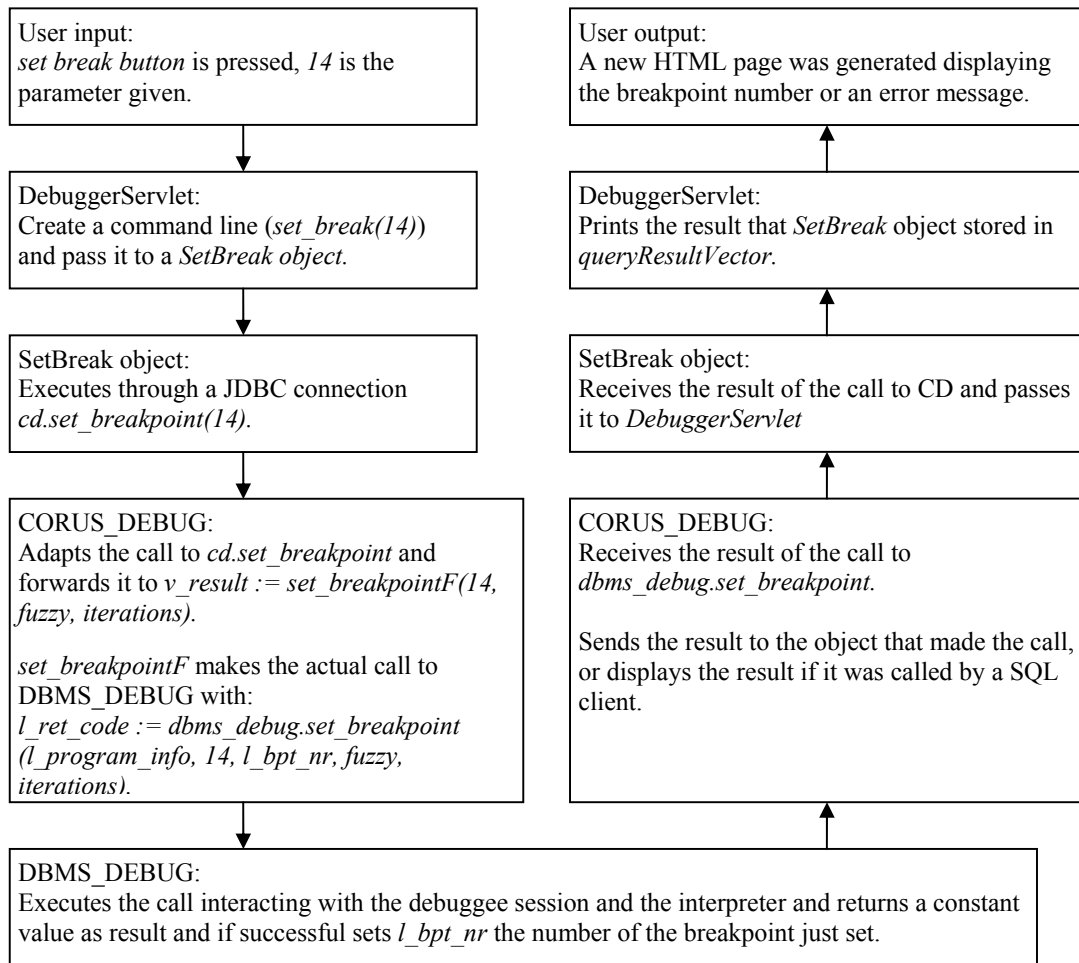 User input:
set break button is pressed, 14 is the
parameter given.
DebuggerServlet:
Create a command line (set_break(14))
and pass it to a SetBreak object.
SetBreak object:
Executes through a JDBC connection
cd.set_breakpoint(14).
CORUS_DEBUG:
Adapts the call to cd.set_breakpoint and
forwards it to v_result := set_breakpointF(14,
fuzzy, iterations).
set_breakpointF makes the actual call to
DBMS_DEBUG with:
l_ret_code := dbms_debug.set_breakpoint
(l_program_info, 14, l_bpt_nr, fuzzy,
iterations).
DBMS_DEBUG:
Executes the call interacting with the debuggee session and the interpreter and returns a constant
value as result and if successful sets l_bpt_nr the number of the breakpoint just set.
CORUS_DEBUG:
Receives the result of the call to
dbms_debug.set_breakpoint.
Sends the result to the object that made the call,
or displays the result if it was called by a SQL
client.
SetBreak object:
Receives the result of the call to CD and passes
it to DebuggerServlet
DebuggerServlet:
Prints the result that SetBreak object stored in
queryResultVector.
User output:
A new HTML page was generated displaying
the breakpoint number or an error message.